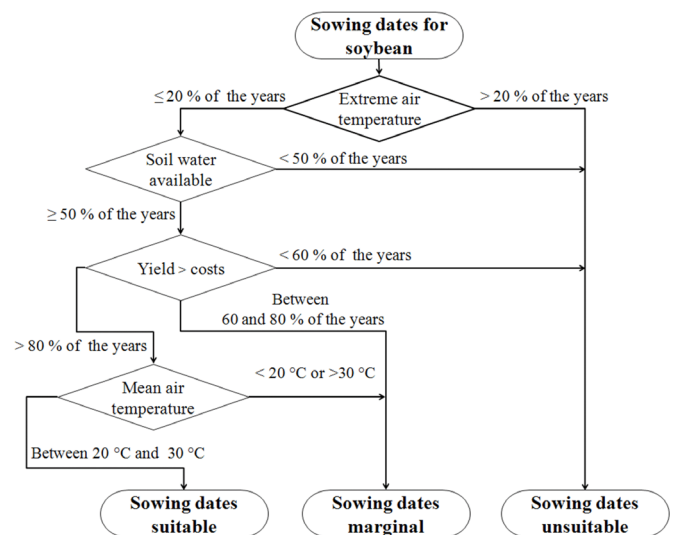 Sowing dates for
soybean
≤20 % of the years
Extreme air
temperature
> 20 % of the years
Soil water
available
< 50 % of the years
≥50 % of the years
Yield > costs
< 60 % of the years
Between
60 and 80 % of the years
> 80 % of the years
Mean air
temperature
< 20 °C or >30 °C
Between 20 °C and 30 °C
Sowing dates
suitable
Sowing dates
marginal
Sowing dates
unsuitable